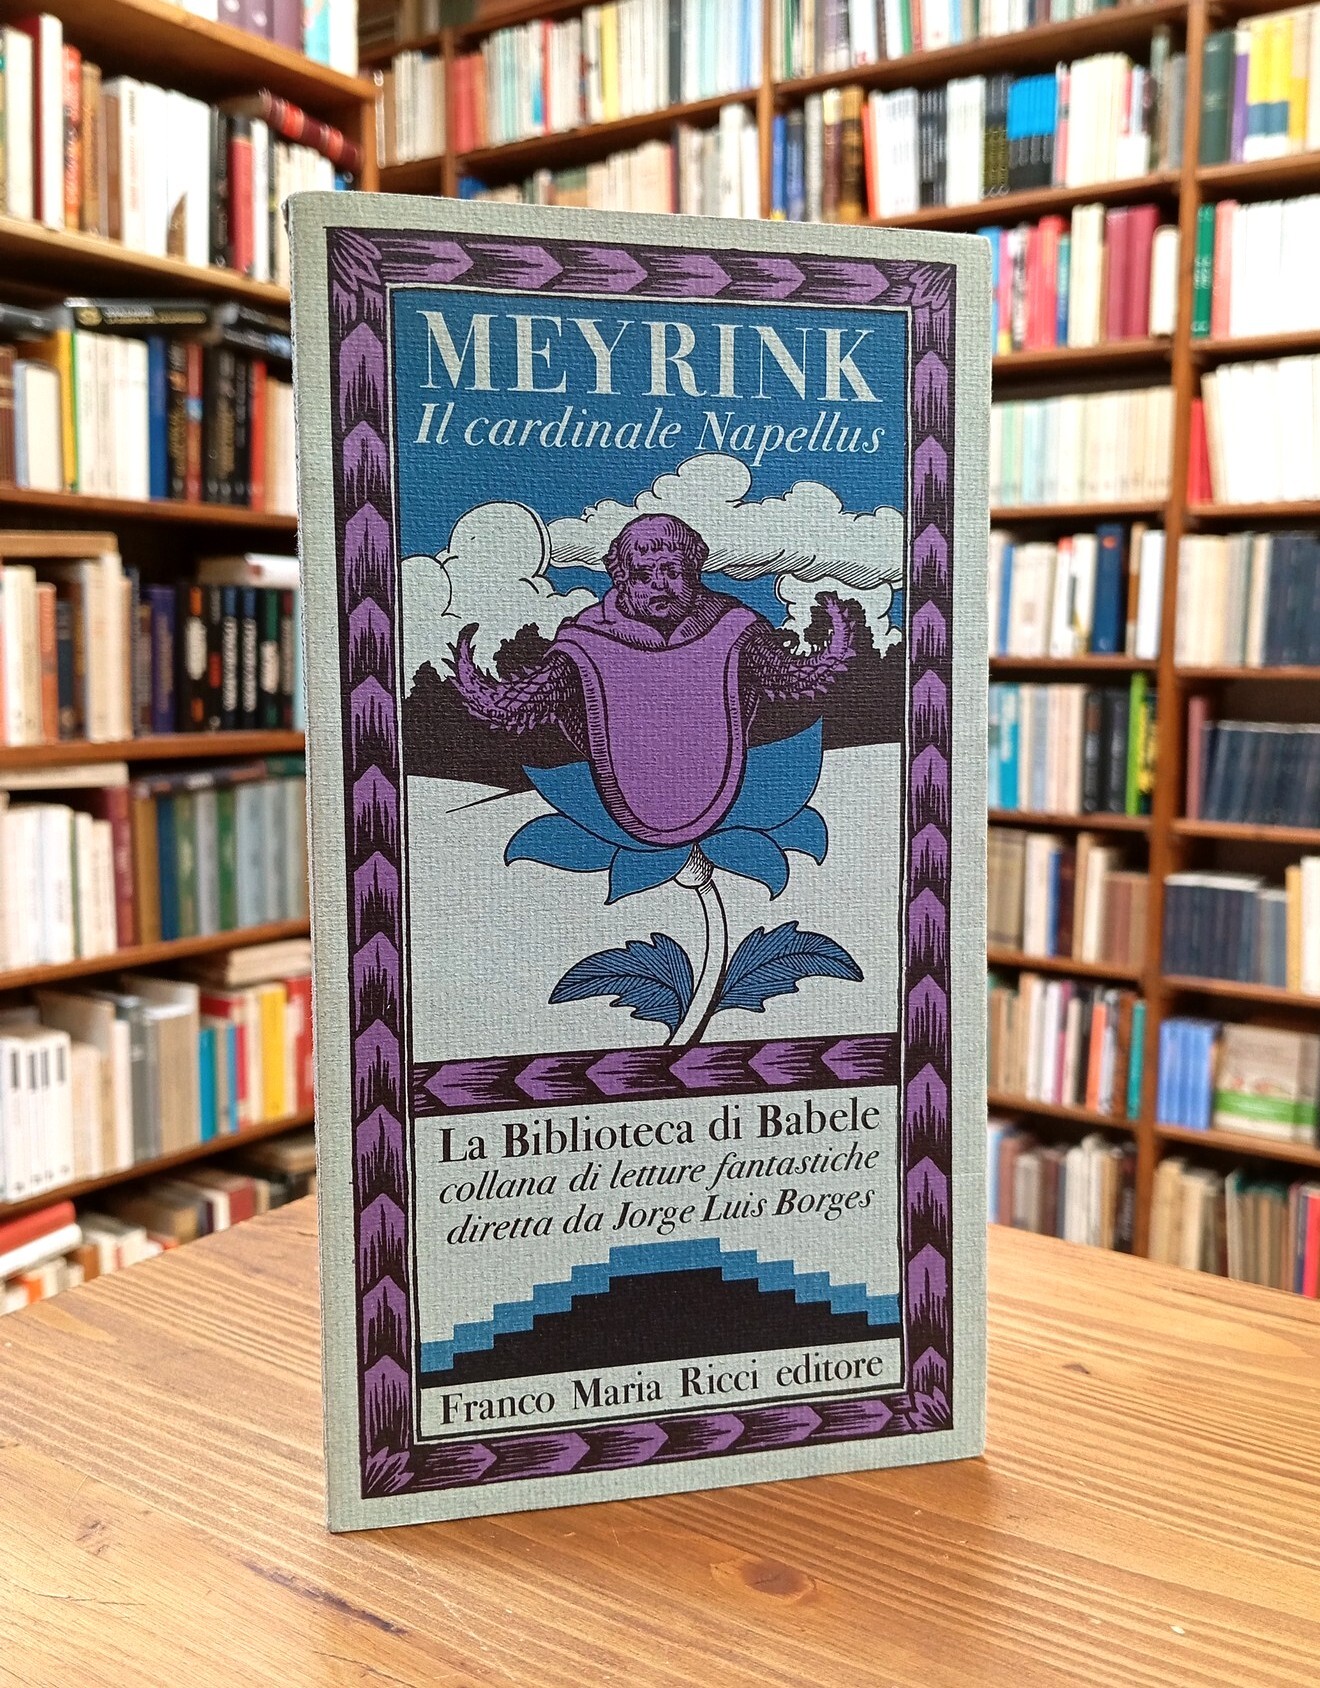 MEYRINK
Il cardinale Napellus
La Biblioteca di Babele
collana di letture fantastiche
diretta da Jorge Luis Borges
Franco Maria Ricci editore